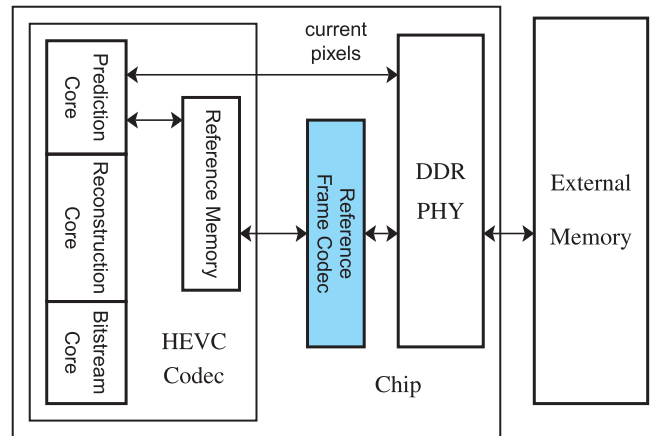 current
pixels
Prediction
Core
Reconstruction
Core
Bitstream
Core
Reference Memory
Reference
Frame Codec
DDR
PHY
External
Memory
HEVC
Codec
Chip